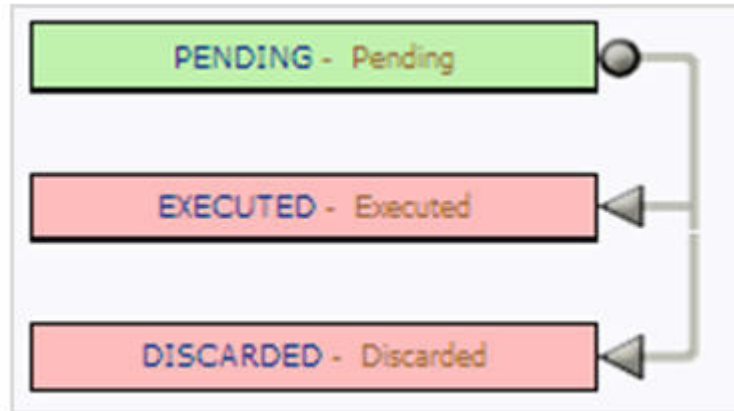 PENDING - Pending
EXECUTED - Executed
DISCARDED - Discarded